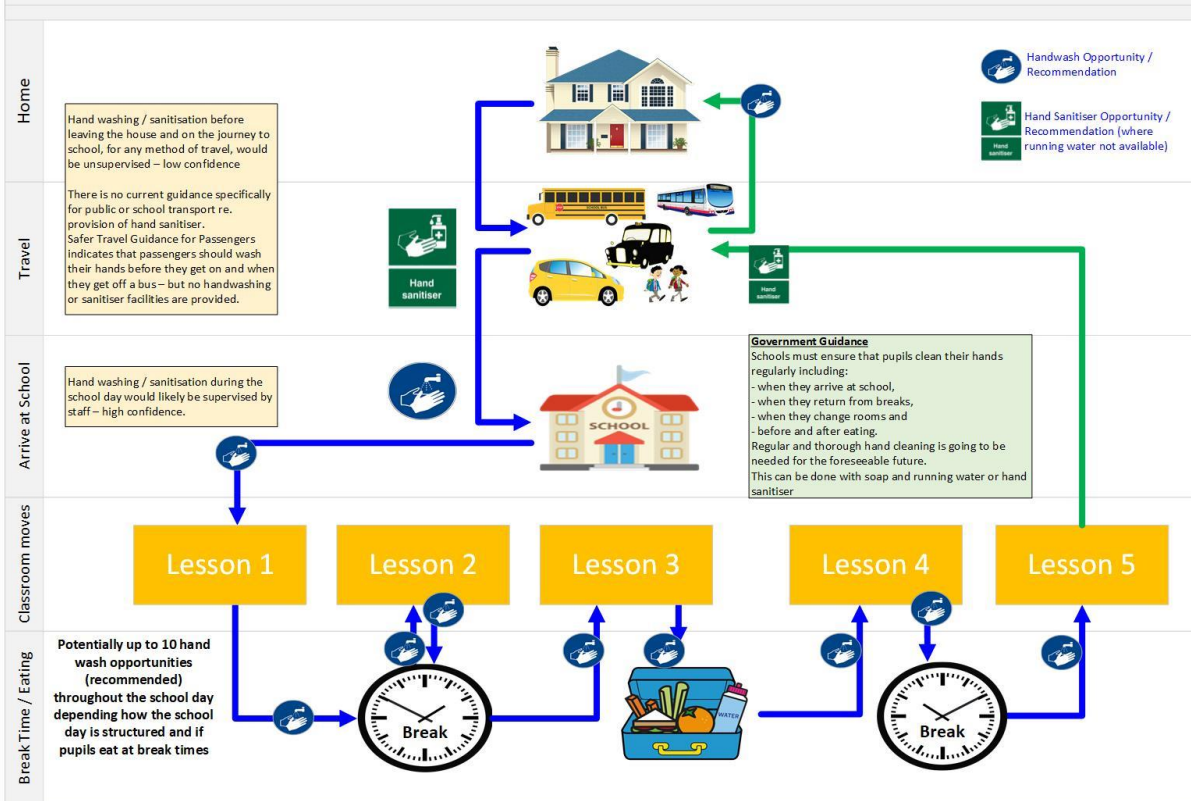 Home
Handwash Opportunity /
Recommendation
Hand Sanitiser Opportunity /
Recommendation (where
running water not available)
Hand
sanitiser
Hand washing / sanitisation before
leaving the house and on the journey to
school, for any method of travel, would
be unsupervised – low confidence
There is no current guidance specifically
for public or school transport re.
provision of hand sanitiser.
Safer Travel Guidance for Passengers
indicates that passengers should wash
their hands before they get on and when
they get off a bus – but no handwashing
or sanitiser facilities are provided.
Travel
SCHOOL BUS
Hand
sanitiser
Hand
sanitiser
Arrive at School
Hand washing / sanitisation during the
school day would likely be supervised by
staff – high confidence.
SCHOOL
Government Guidance
Schools must ensure that pupils clean their hands
regularly including:
- when they arrive at school,
- when they return from breaks,
- when they change rooms and
- before and after eating.
Regular and thorough hand cleaning is going to be
needed for the foreseeable future.
This can be done with soap and running water or hand
sanitiser
Classroom moves
Lesson 1
Lesson 2
Lesson 3
Lesson 4
Lesson 5
Break Time / Eating
Potentially up to 10 hand
wash opportunities
(recommended)
throughout the school day
depending how the school
day is structured and if
pupils eat at break times
Break
WATER
Break